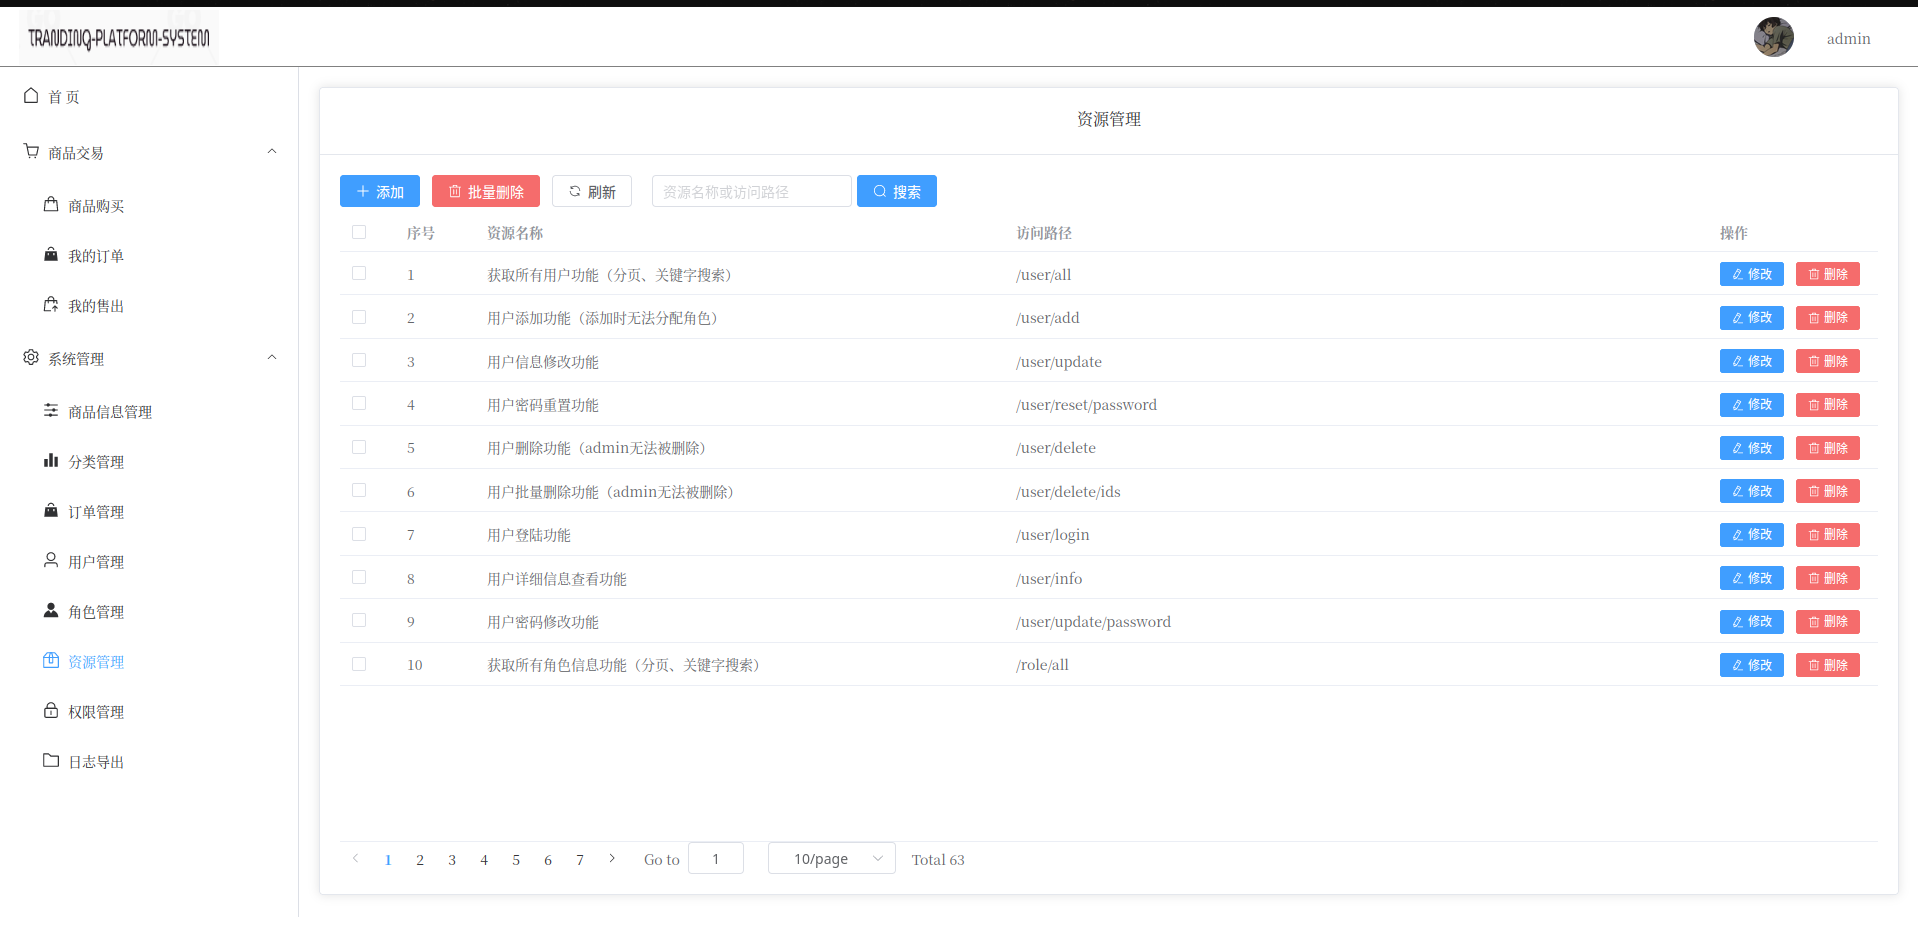 TRANDING-PLATFORM-SYSTEM
admin
首 页
商品交易
商品购买
我的订单
我的售出
系统管理
商品信息管理
分类管理
订单管理
用户管理
角色管理
资源管理
权限管理
日志导出
资源管理
添加 批量删除 刷新 资源名称或访问路径 搜索
序号 资源名称 访问路径 操作
1 获取所有用户功能（分页、关键字搜索） /user/all 修改 删除
2 用户添加功能（添加时无法分配角色） /user/add 修改 删除
3 用户信息修改功能 /user/update 修改 删除
4 用户密码重置功能 /user/reset/password 修改 删除
5 用户删除功能（admin无法被删除） /user/delete 修改 删除
6 用户批量删除功能（admin无法被删除） /user/delete/ids 修改 删除
7 用户登陆功能 /user/login 修改 删除
8 用户详细信息查看功能 /user/info 修改 删除
9 用户密码修改功能 /user/update/password 修改 删除
10 获取所有角色信息功能（分页、关键字搜索） /role/all 修改 删除
1 2 3 4 5 6 7 Go to 1 10/page Total 63